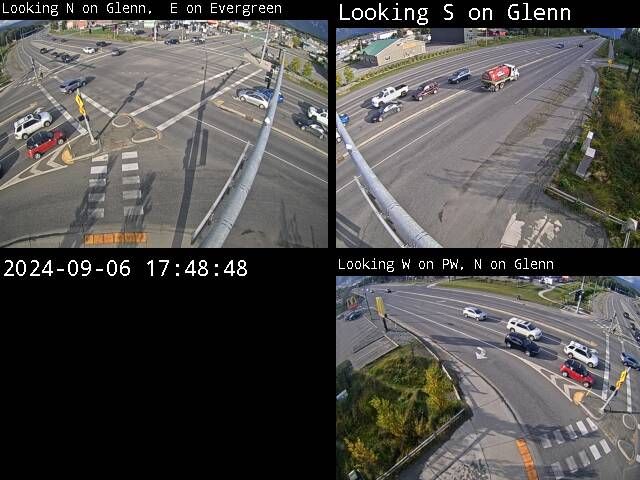 Looking N on Glenn,  E on Evergreen
Looking S on Glenn
2024-09-06 17:48:48
Looking W on PW, N on Glenn